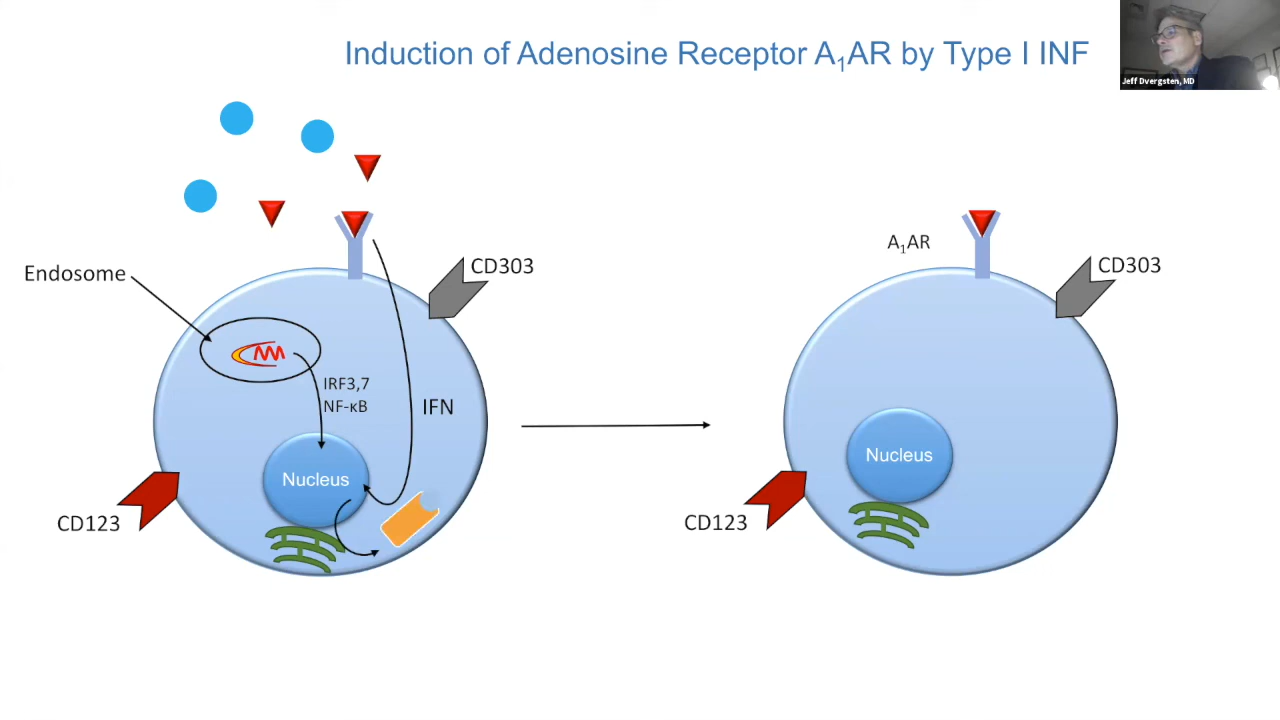 Induction of Adenosine Receptor A₁AR by Type I INF
Jeff Dvergsten, MD
Endosome
CD303
IRF3,7
NF-κB
IFN
Nucleus
CD123
A₁AR
CD303
Nucleus
CD123